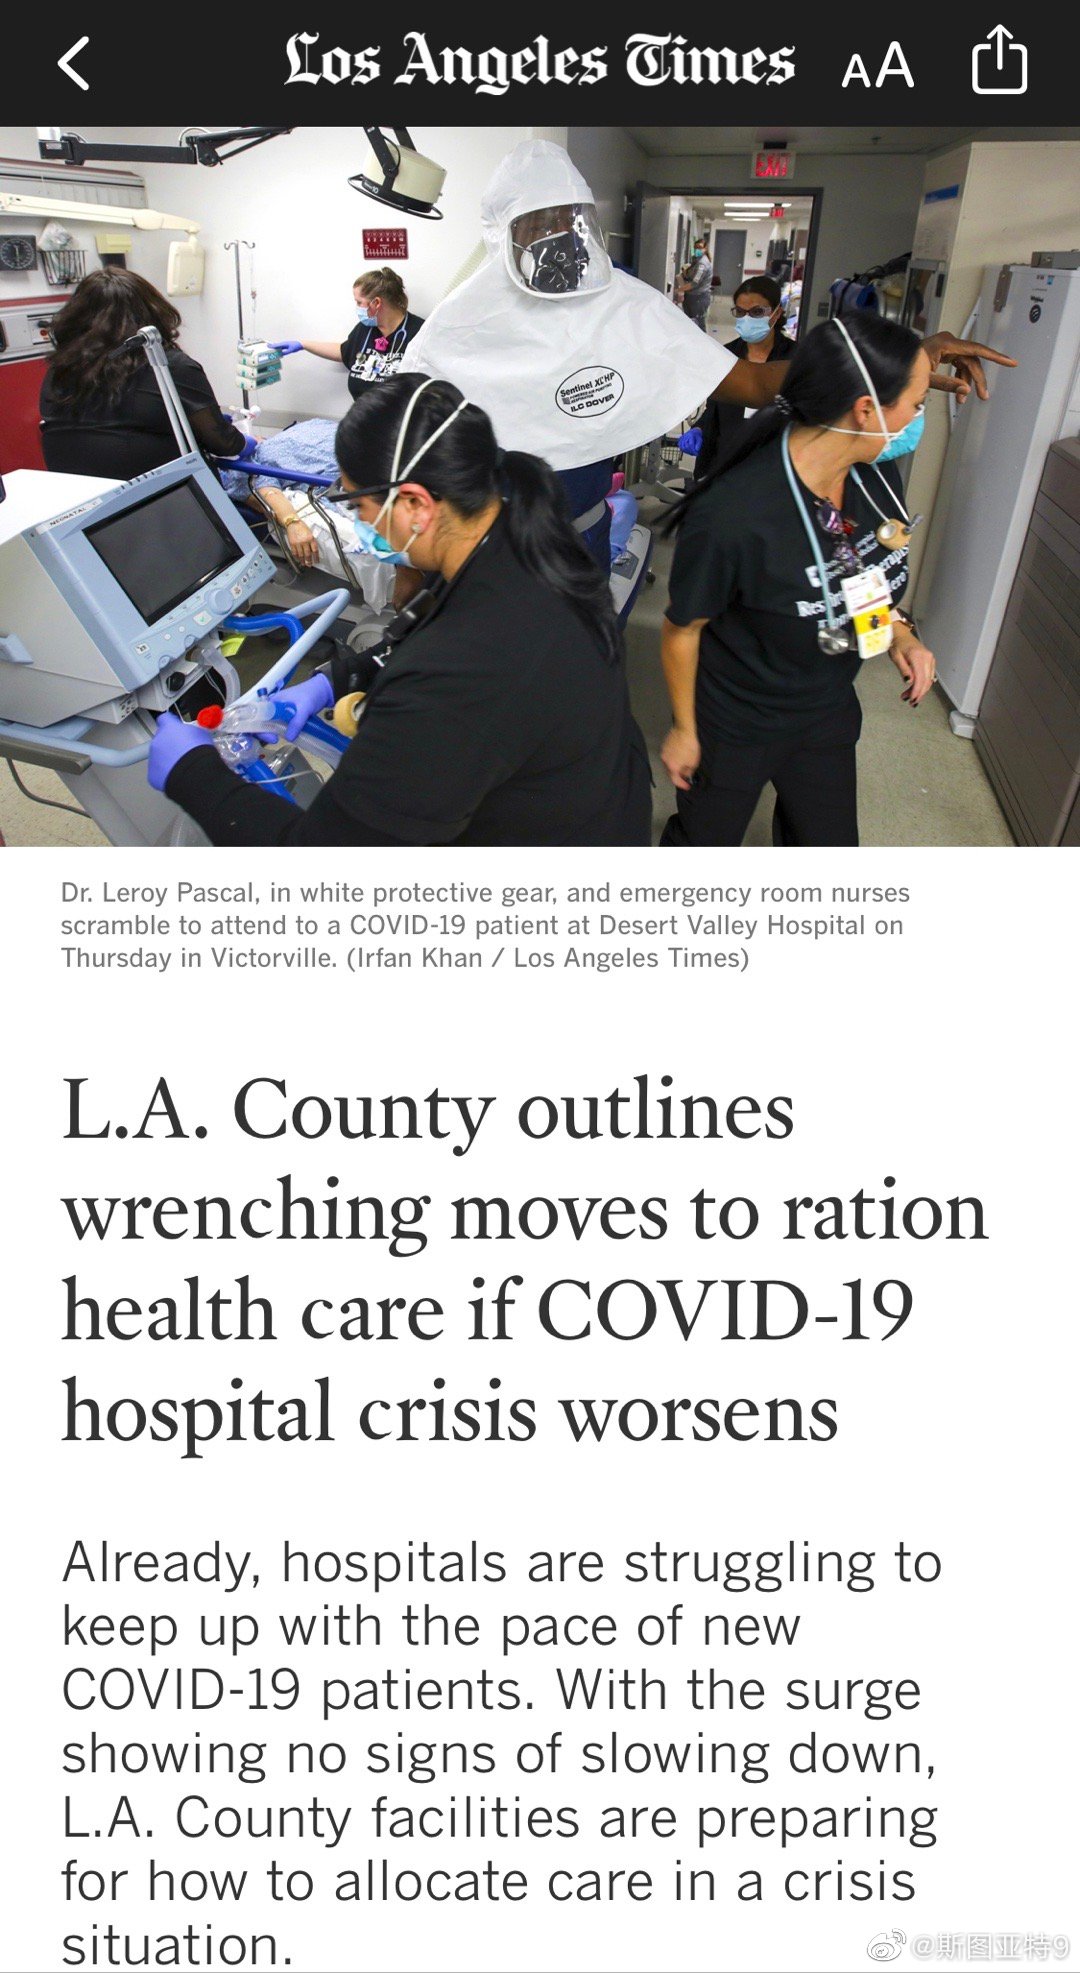 Los Angeles Times
AA
EXIT
NEONATAL
Sentinel XL HP
ILC DOVER
Dr. Leroy Pascal, in white protective gear, and emergency room nurses
scramble to attend to a COVID-19 patient at Desert Valley Hospital on
Thursday in Victorville. (Irfan Khan / Los Angeles Times)
L.A. County outlines
wrenching moves to ration
health care if COVID-19
hospital crisis worsens
Already, hospitals are struggling to
keep up with the pace of new
COVID-19 patients. With the surge
showing no signs of slowing down,
L.A. County facilities are preparing
for how to allocate care in a crisis
situation.
@斯图亚特9